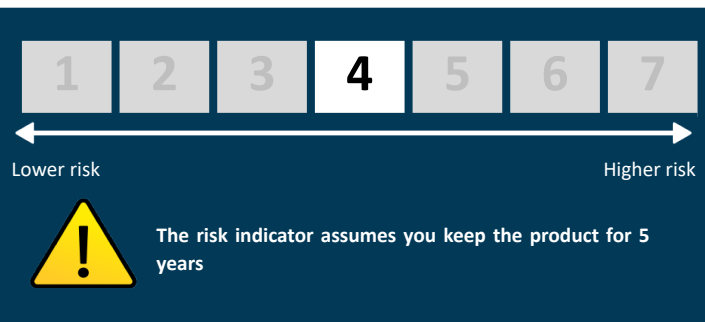 1 2 3 4 5 6 7
Lower risk Higher risk
The risk indicator assumes you keep the product for 5
years